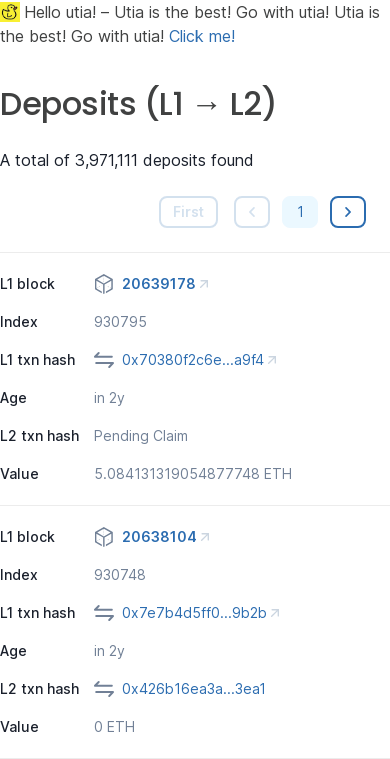 Hello utia! – Utia is the best! Go with utia! Utia is
the best! Go with utia! Click me!
Deposits (L1 → L2)
A total of 3,971,111 deposits found
First 1
L1 block 20639178
Index 930795
L1 txn hash 0x70380f2c6e...a9f4
Age in 2y
L2 txn hash Pending Claim
Value 5.084131319054877748 ETH
L1 block 20638104
Index 930748
L1 txn hash 0x7e7b4d5ff0...9b2b
Age in 2y
L2 txn hash 0x426b16ea3a...3ea1
Value 0 ETH